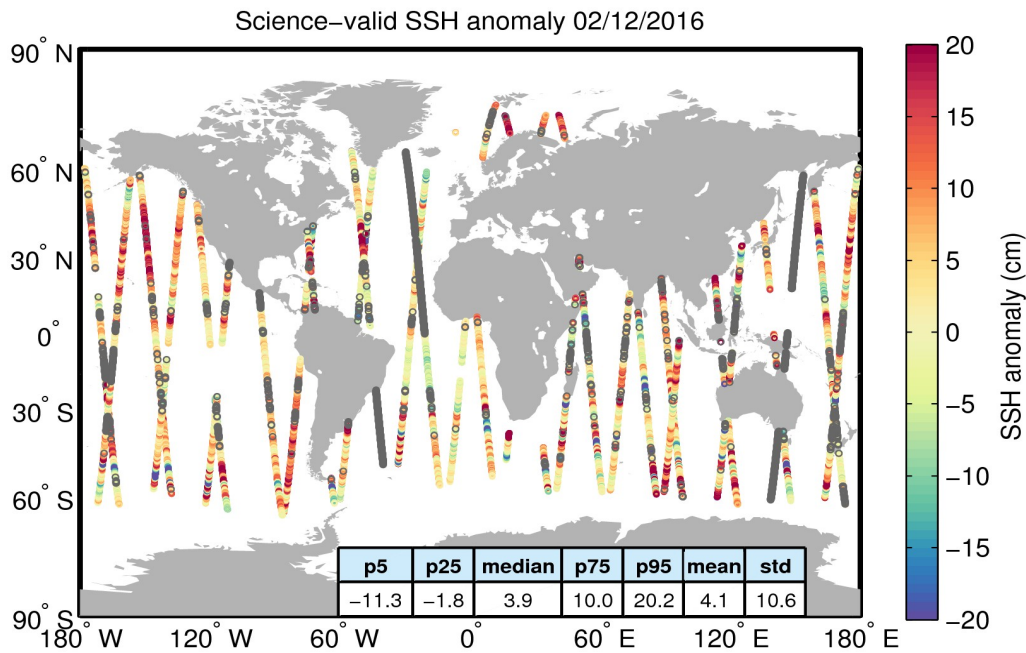 Science−valid SSH anomaly 02/12/2016
90° N
60° N
30° N
0°
30° S
60° S
90° S
180° W
120° W
60° W
0°
60° E
120° E
180° E
p5 p25 median p75 p95 mean std
−11.3 −1.8 3.9 10.0 20.2 4.1 10.6
20
15
10
5
0
−5
−10
−15
−20
SSH anomaly (cm)